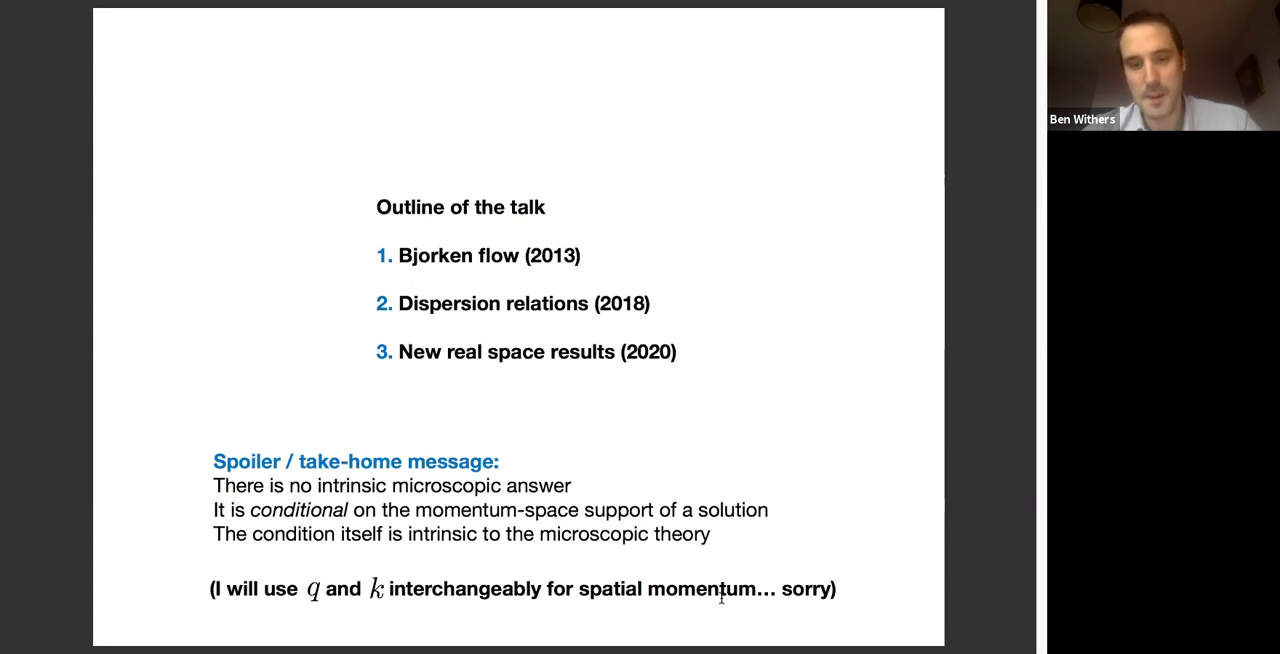 Outline of the talk
1. Bjorken flow (2013)
2. Dispersion relations (2018)
3. New real space results (2020)
Spoiler / take-home message:
There is no intrinsic microscopic answer
It is conditional on the momentum-space support of a solution
The condition itself is intrinsic to the microscopic theory
(I will use q and k interchangeably for spatial momentum... sorry)
Ben Withers